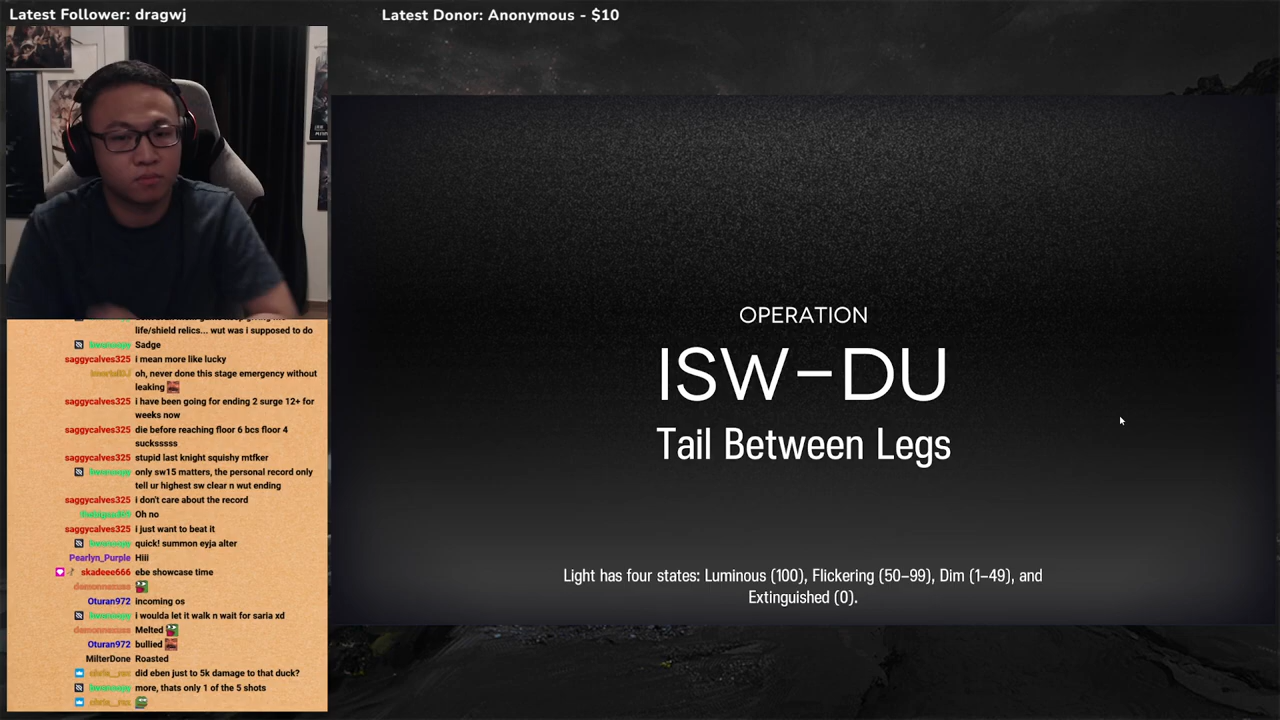 Latest Follower: dragwj
Latest Donor: Anonymous - $10
life/shield relics... wut was i supposed to do
Sadge
saggycalves325 i mean more like lucky
oh, never done this stage emergency without
leaking
saggycalves325 i have been going for ending 2 surge 12+ for
weeks now
saggycalves325 die before reaching floor 6 bcs floor 4
sucksssss
saggycalves325 stupid last knight squishy mtfker
only sw15 matters, the personal record only
tell ur highest sw clear n wut ending
saggycalves325 i don't care about the record
Oh no
saggycalves325 i just want to beat it
quick! summon eyja alter
Pearlyn_Purple Hiii
skadeee666 ebe showcase time
Oturan972 incoming os
i woulda let it walk n wait for saria xd
Melted
Oturan972 bullied
MilterDone Roasted
did eben just to 5k damage to that duck?
more, thats only 1 of the 5 shots
OPERATION
ISW-DU
Tail Between Legs
Light has four states: Luminous (100), Flickering (50-99), Dim (1-49), and
Extinguished (0).